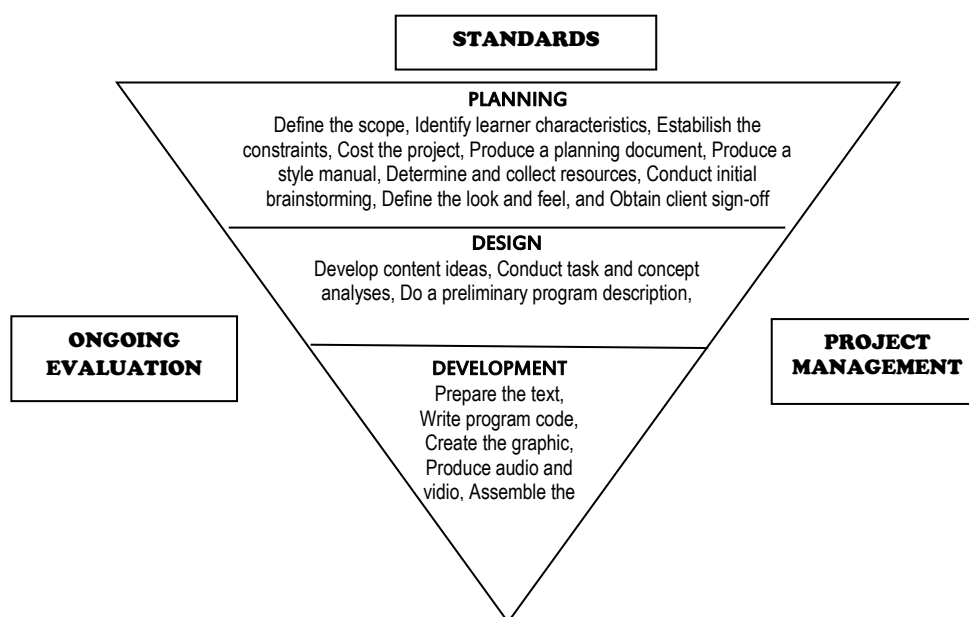 STANDARDS
PLANNING
Define the scope, Identify learner characteristics, Estabilish the
constraints, Cost the project, Produce a planning document, Produce a
style manual, Determine and collect resources, Conduct initial
brainstorming, Define the look and feel, and Obtain client sign-off
DESIGN
Develop content ideas, Conduct task and concept
analyses, Do a preliminary program description,
ONGOING
EVALUATION
PROJECT
MANAGEMENT
DEVELOPMENT
Prepare the text,
Write program code,
Create the graphic,
Produce audio and
vidio, Assemble the